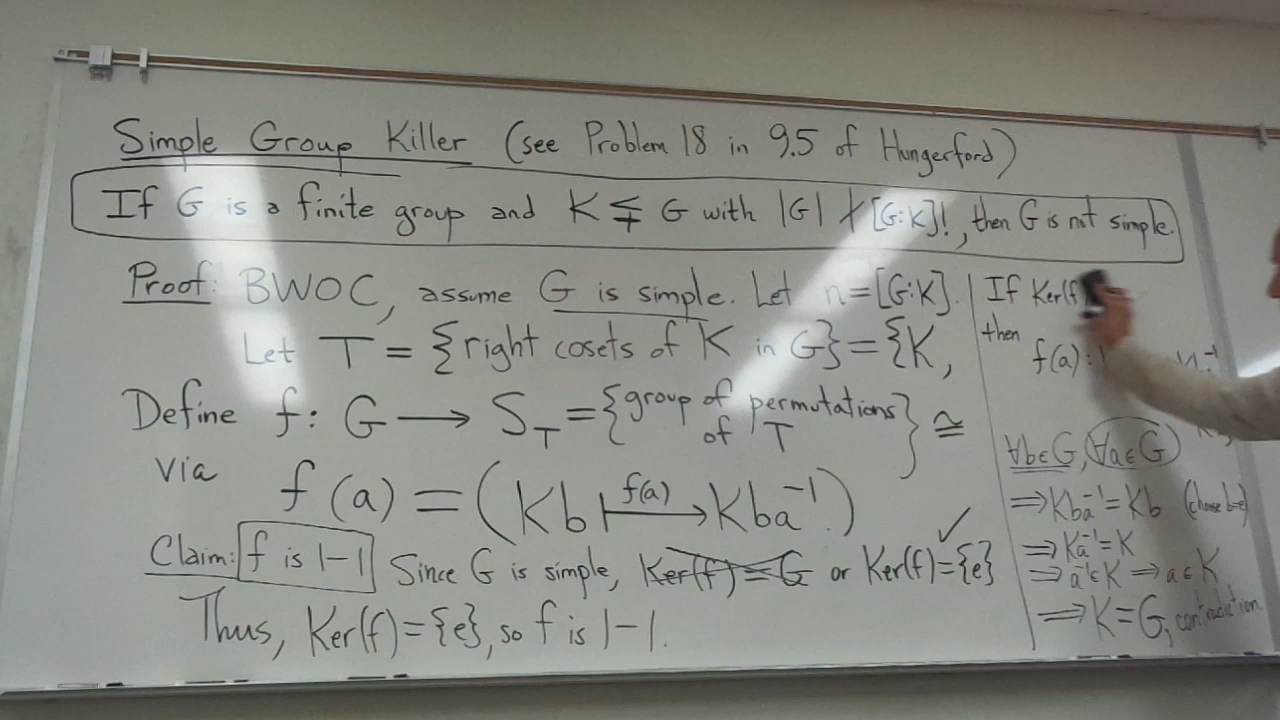 Simple Group Killer (see Problem 18 in 9.5 of Hungerford)
If G is a finite group and K ≨ G with |G| ∤ [G:K]!, then G is not simple.
Proof: BWOC, assume G is simple. Let n=[G:K].
Let T = {right cosets of K in G} = {K,
Define f: G ⟶ S_T = {group of permutations of T} ≅
via
f(a) = (Kb ⟼^{f(a)} Kba⁻¹.)
Claim: f is 1-1 Since G is simple, Ker(f)=G or Ker(f)={e} ✓
Thus, Ker(f)={e}, so f is 1-1.
If Ker(f
then
f(a):
∀b∈G, ∀a∈G
⟹ Kba⁻¹=Kb (choose b=e)
⟹ Ka⁻¹=K
⟹ a⁻¹∈K ⟹ a∈K
⟹ K=G, contradiction